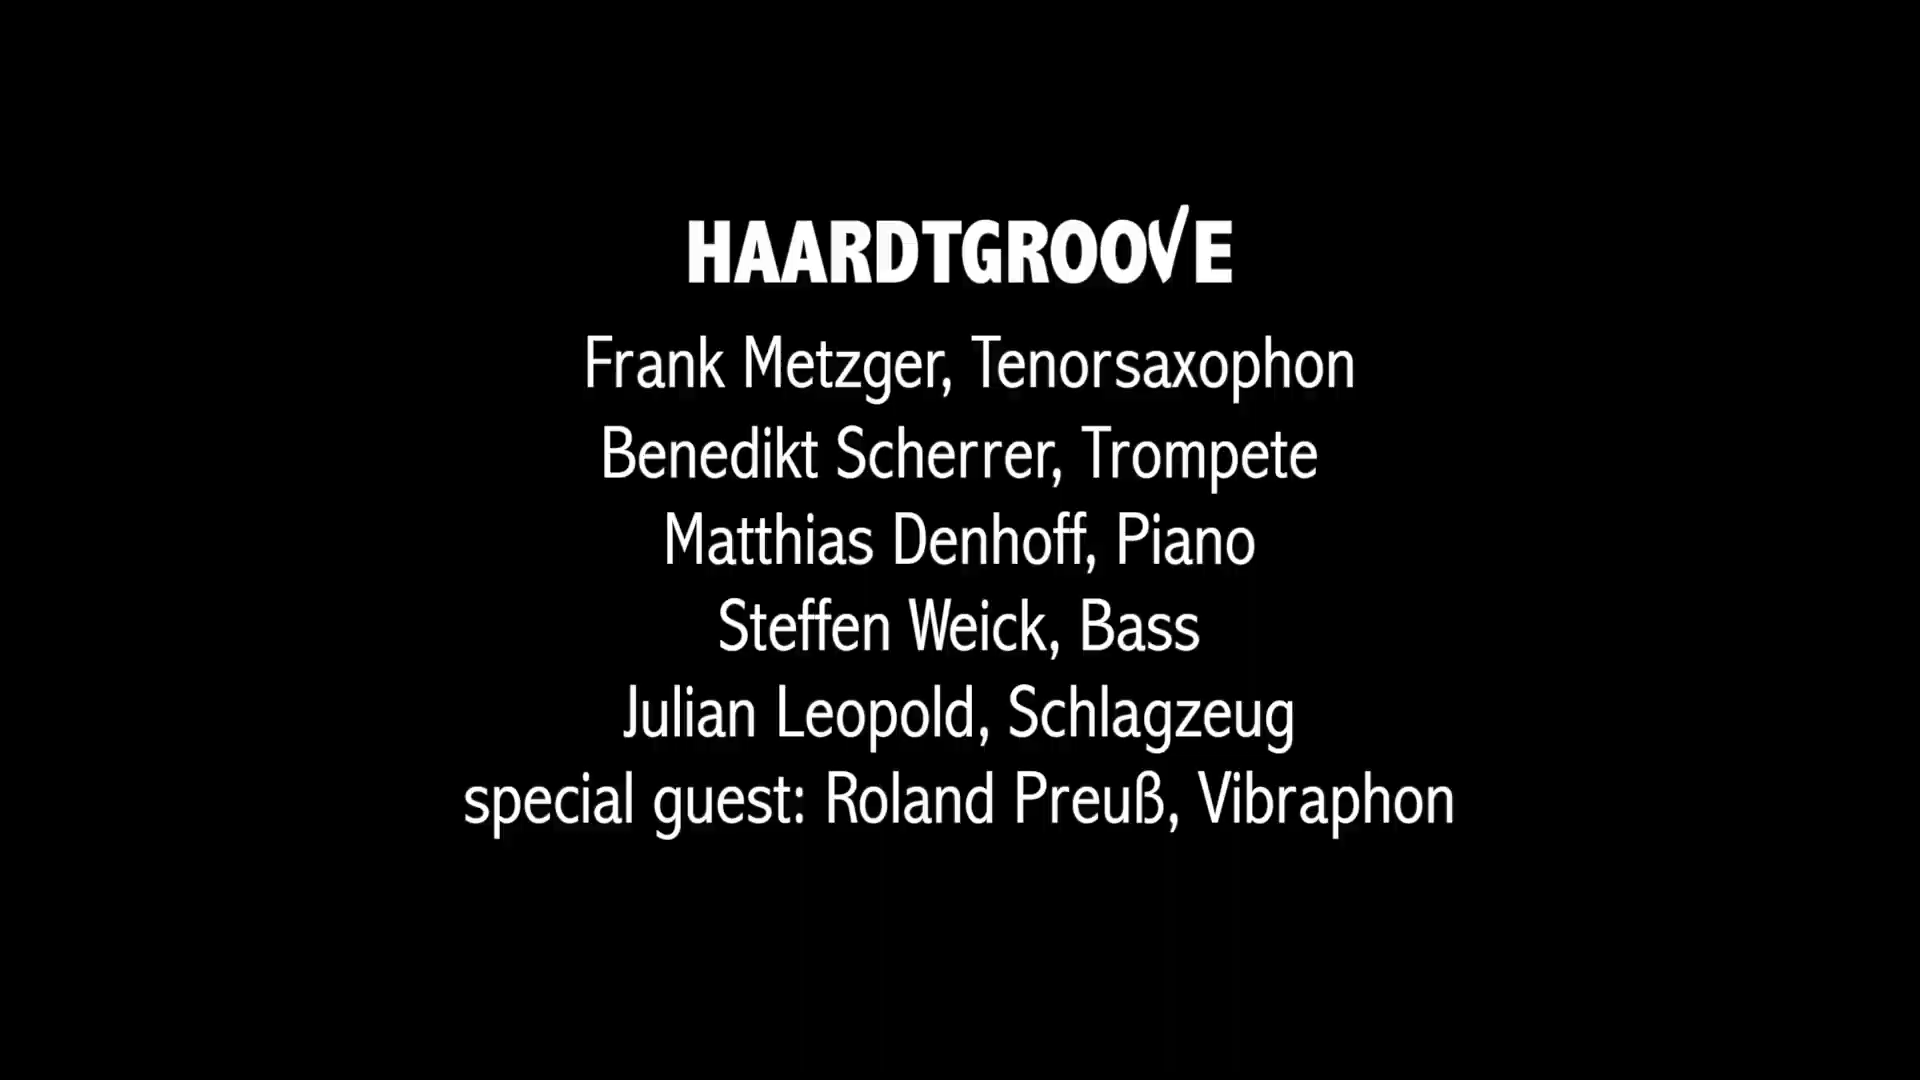 HAARDTGROOVE
Frank Metzger, Tenorsaxophon
Benedikt Scherrer, Trompete
Matthias Denhoff, Piano
Steffen Weick, Bass
Julian Leopold, Schlagzeug
special guest: Roland Preuß, Vibraphon